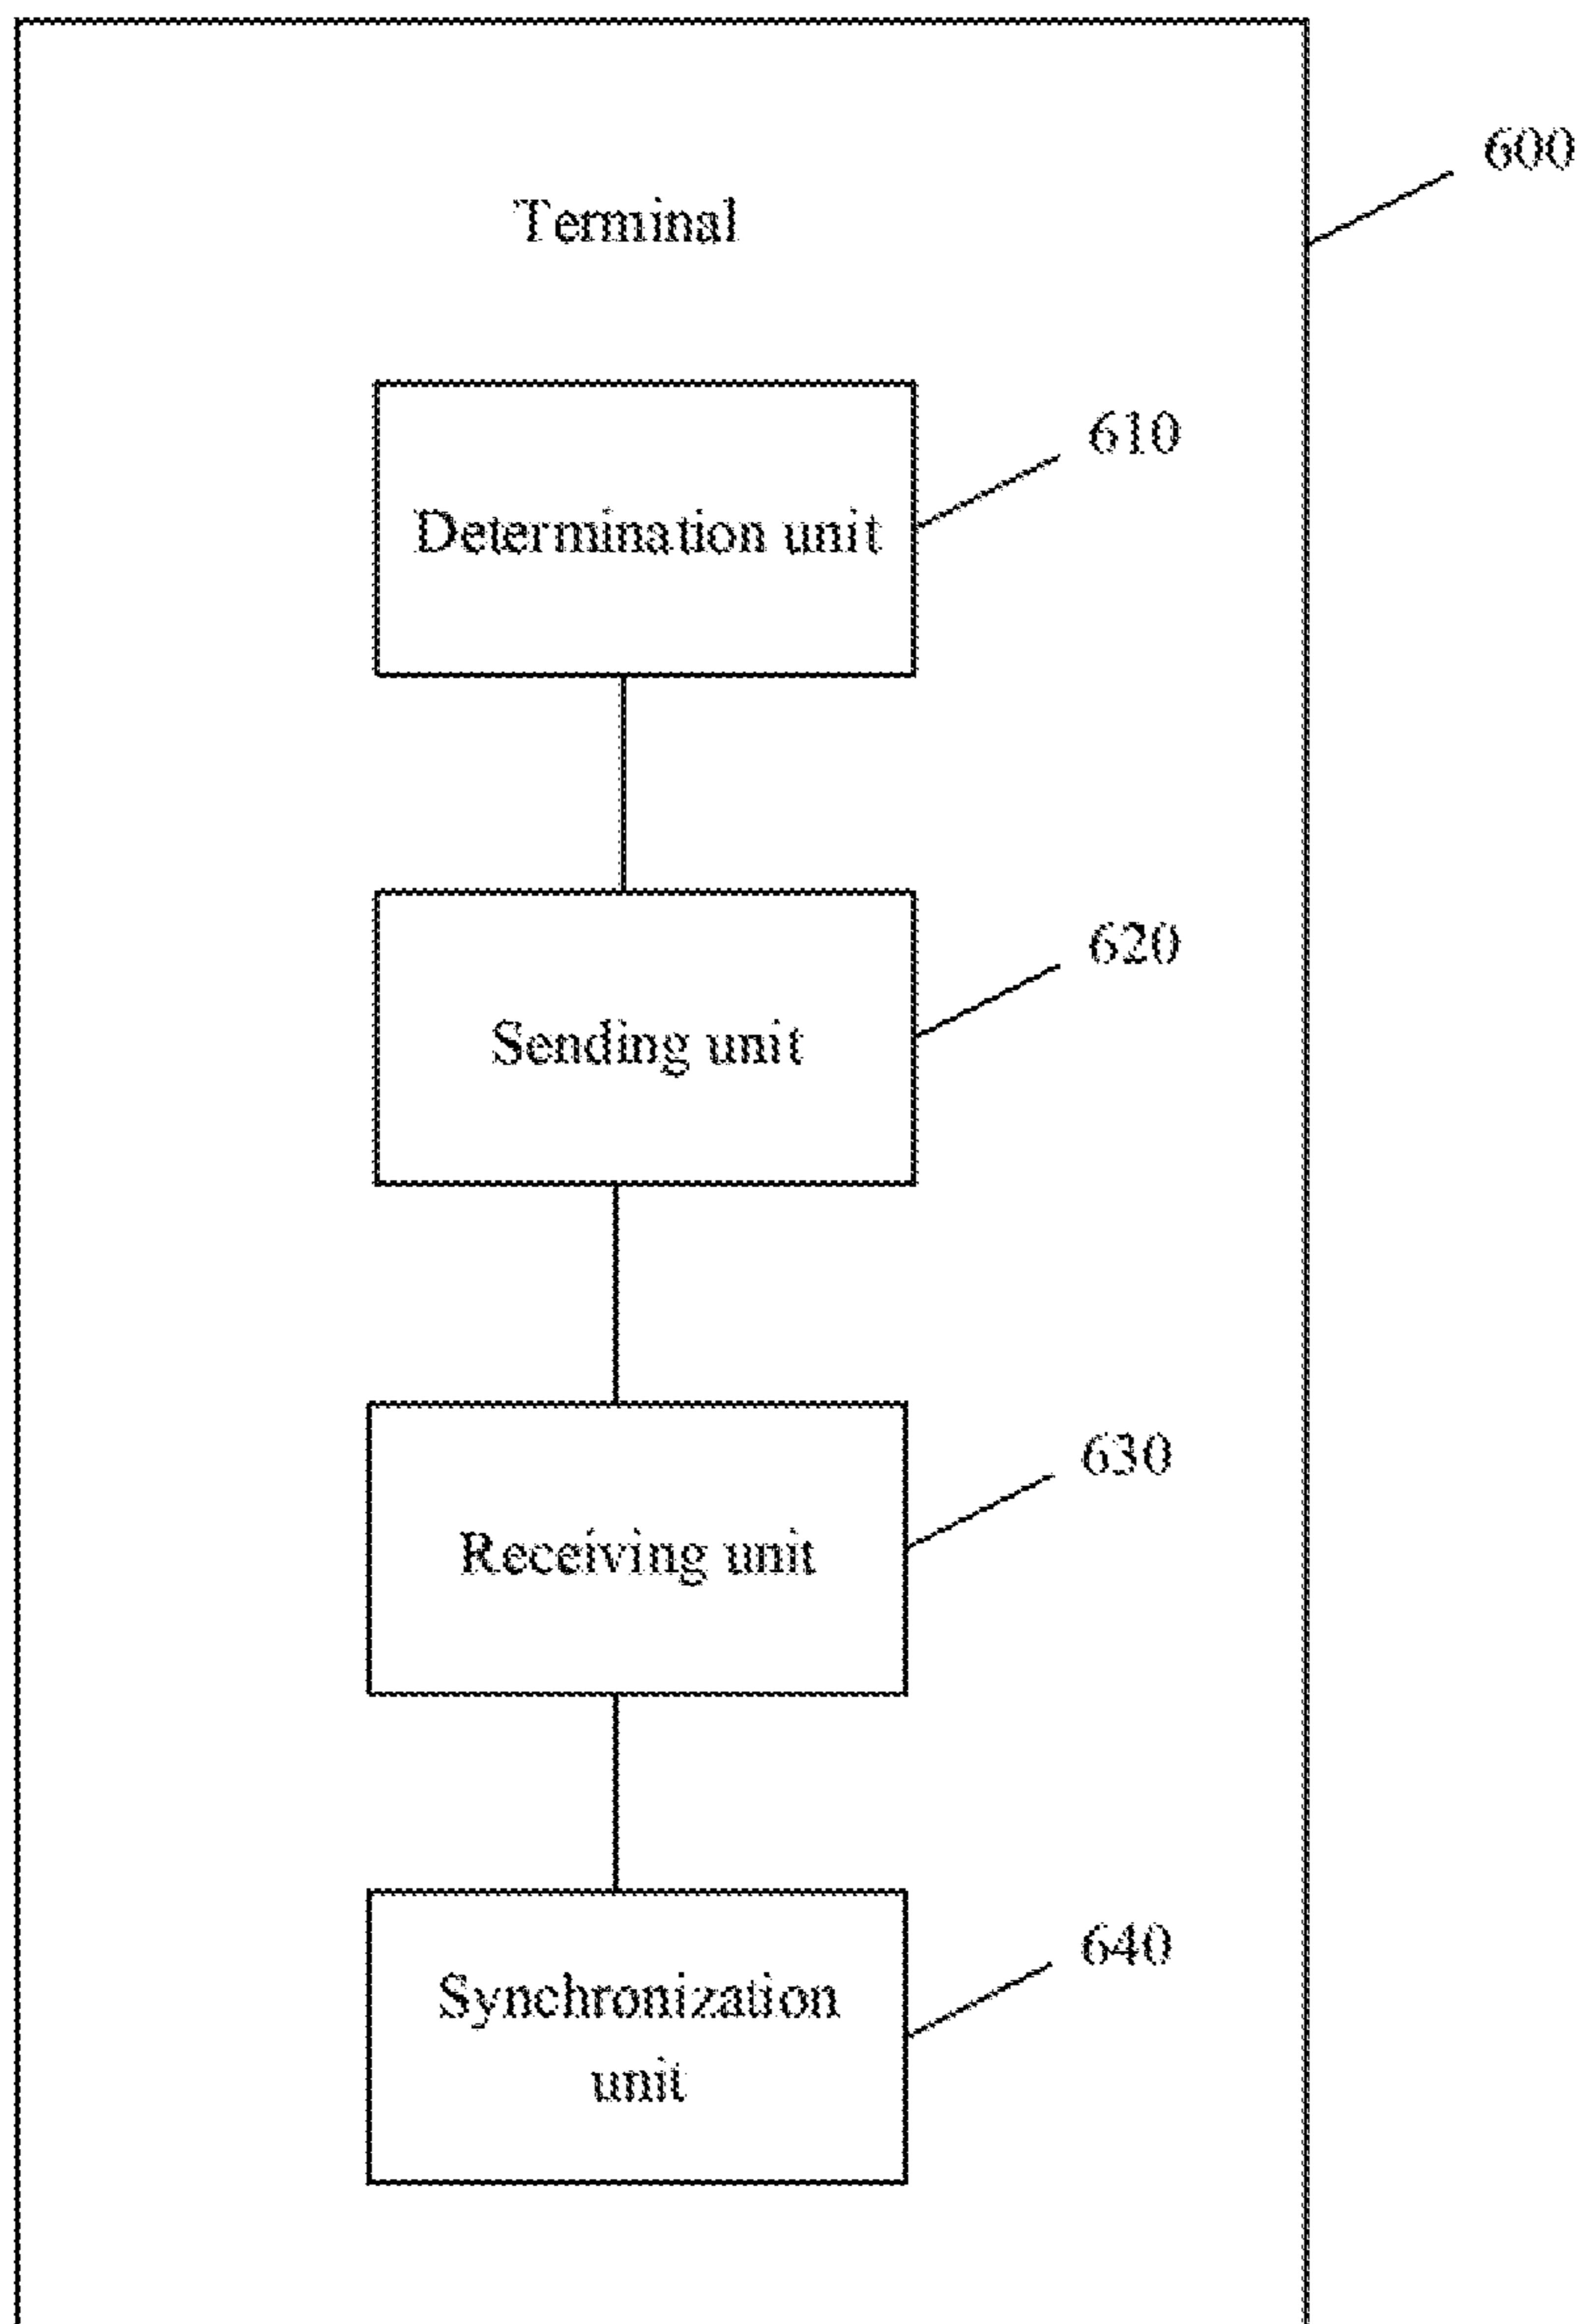 600
Terminal
610
Determination unit
620
Sending unit
630
Receiving unit
640
Synchronization
unit